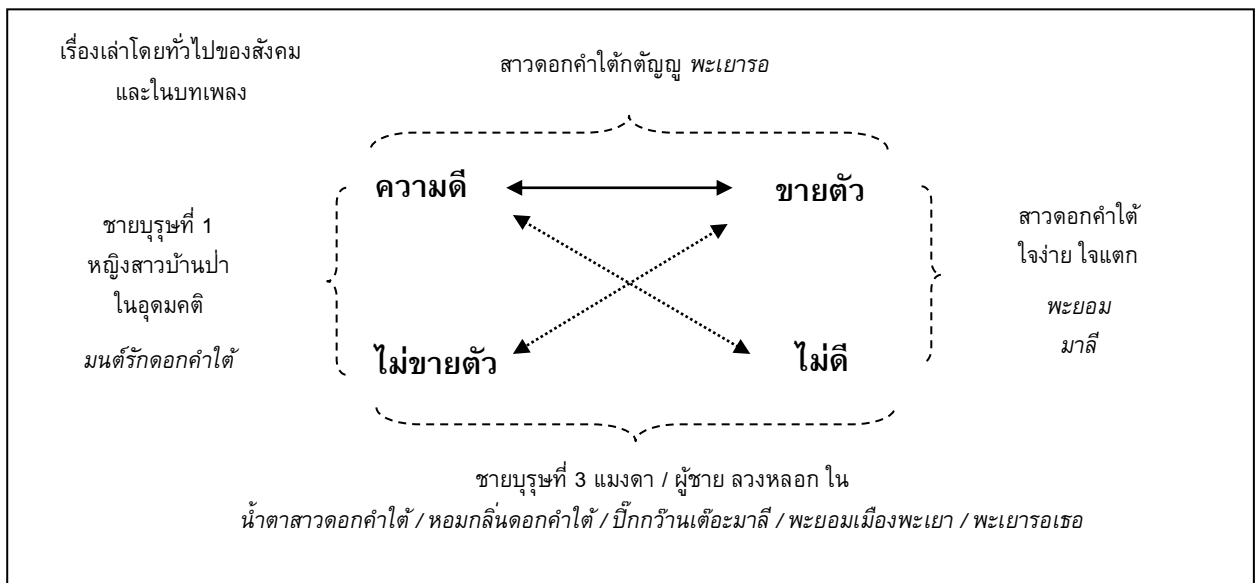 เรื่องเล่าโดยทั่วไปของสังคม
และในบทเพลง
สาวดอกคำใต้กตัญญู พะเยารอ
ความดี
ขายตัว
ชายบุรุษที่ 1
หญิงสาวบ้านป่า
ในอุดมคติ
มนต์รักดอกคำใต้
สาวดอกคำใต้
ใจง่าย ใจแตก
พะยอม
มาลี
ไม่ขายตัว
ไม่ดี
ชายบุรุษที่ 3 แมงดา / ผู้ชาย ลวงหลอก ใน
น้ำตาสาวดอกคำใต้ / หอมกลิ่นดอกคำใต้ / ปิ๊กกว๊านเต๊อะมาลี / พะยอมเมืองพะเยา / พะเยารอเธอ